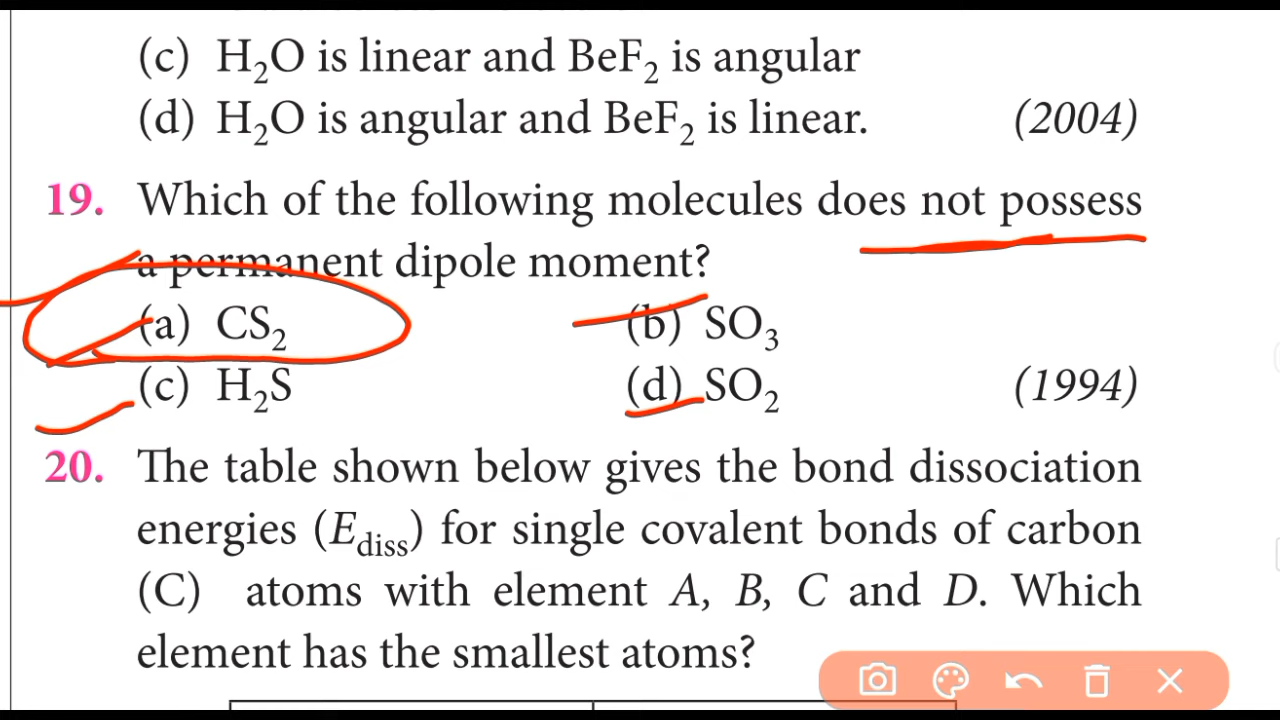 (c) H₂O is linear and BeF₂ is angular
(d) H₂O is angular and BeF₂ is linear. (2004)
19. Which of the following molecules does not possess
a permanent dipole moment?
(a) CS₂ (b) SO₃
(c) H₂S (d) SO₂ (1994)
20. The table shown below gives the bond dissociation
energies (E_diss) for single covalent bonds of carbon
(C) atoms with element A, B, C and D. Which
element has the smallest atoms?